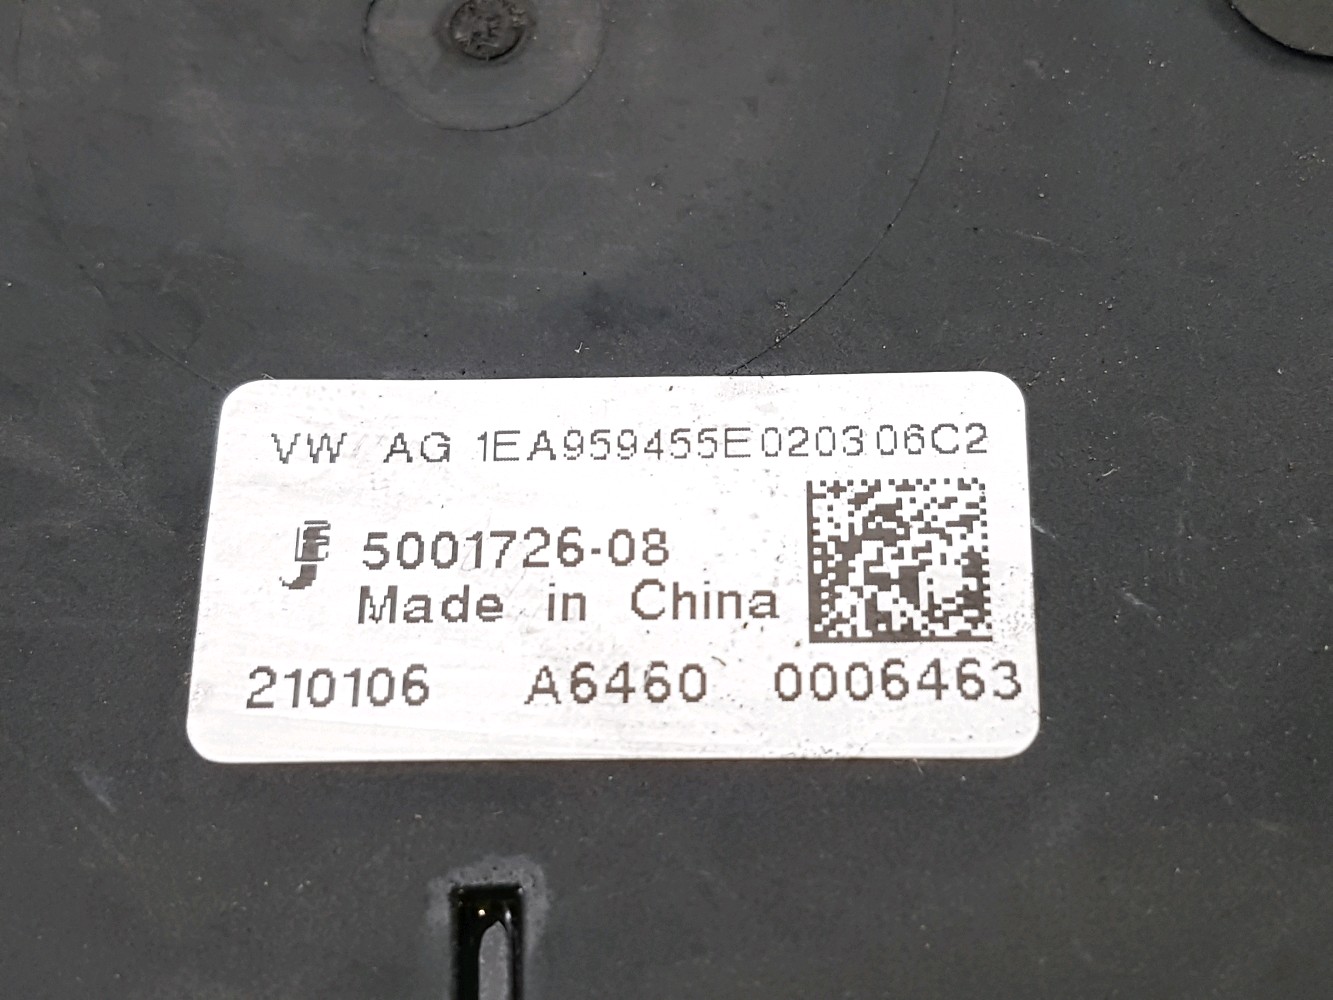 VW AG 1EA959455E020306C2
5001726-08
Made in China
210106 A6460 0006463